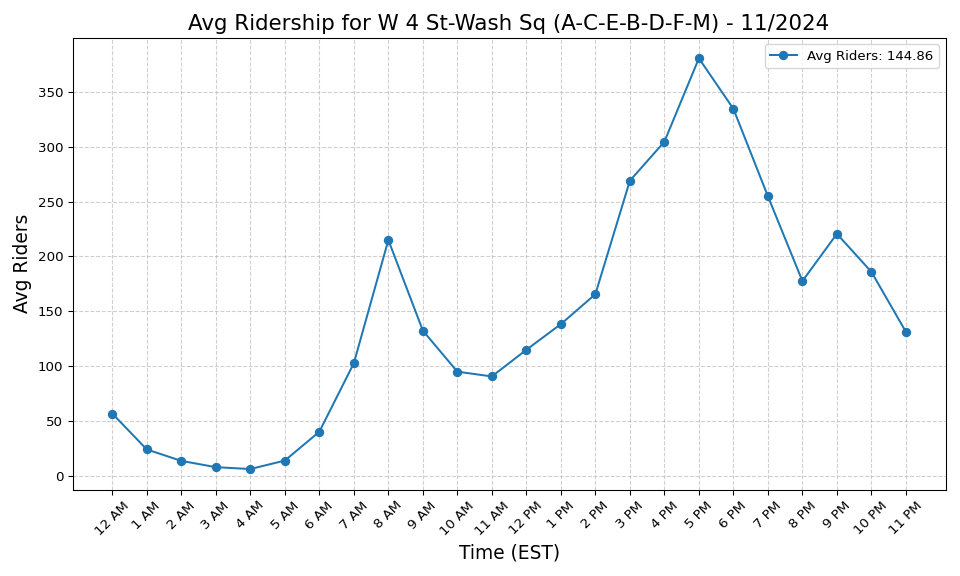 Avg Ridership for W 4 St-Wash Sq (A-C-E-B-D-F-M) - 11/2024
Avg Riders: 144.86
Avg Riders
350
300
250
200
150
100
50
0
12 AM
1 AM
2 AM
3 AM
4 AM
5 AM
6 AM
7 AM
8 AM
9 AM
10 AM
11 AM
12 PM
1 PM
2 PM
3 PM
4 PM
5 PM
6 PM
7 PM
8 PM
9 PM
10 PM
11 PM
Time (EST)